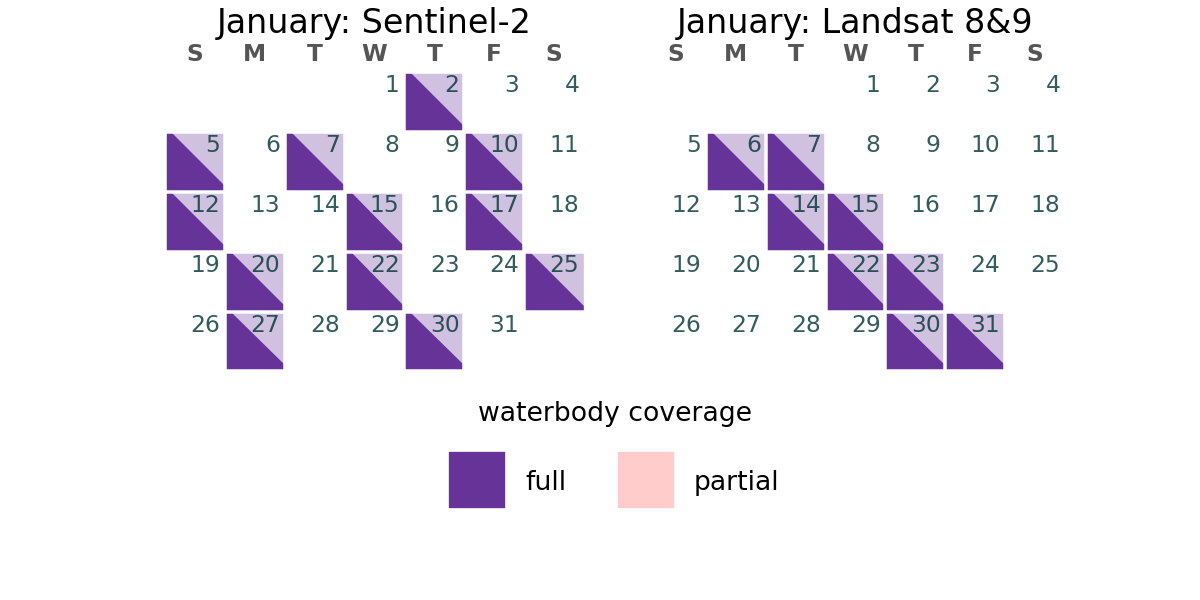 January: Sentinel-2
S M T W T F S
1 2 3 4
5 6 7 8 9 10 11
12 13 14 15 16 17 18
19 20 21 22 23 24 25
26 27 28 29 30 31
January: Landsat 8&9
S M T W T F S
1 2 3 4
5 6 7 8 9 10 11
12 13 14 15 16 17 18
19 20 21 22 23 24 25
26 27 28 29 30 31
waterbody coverage
full partial